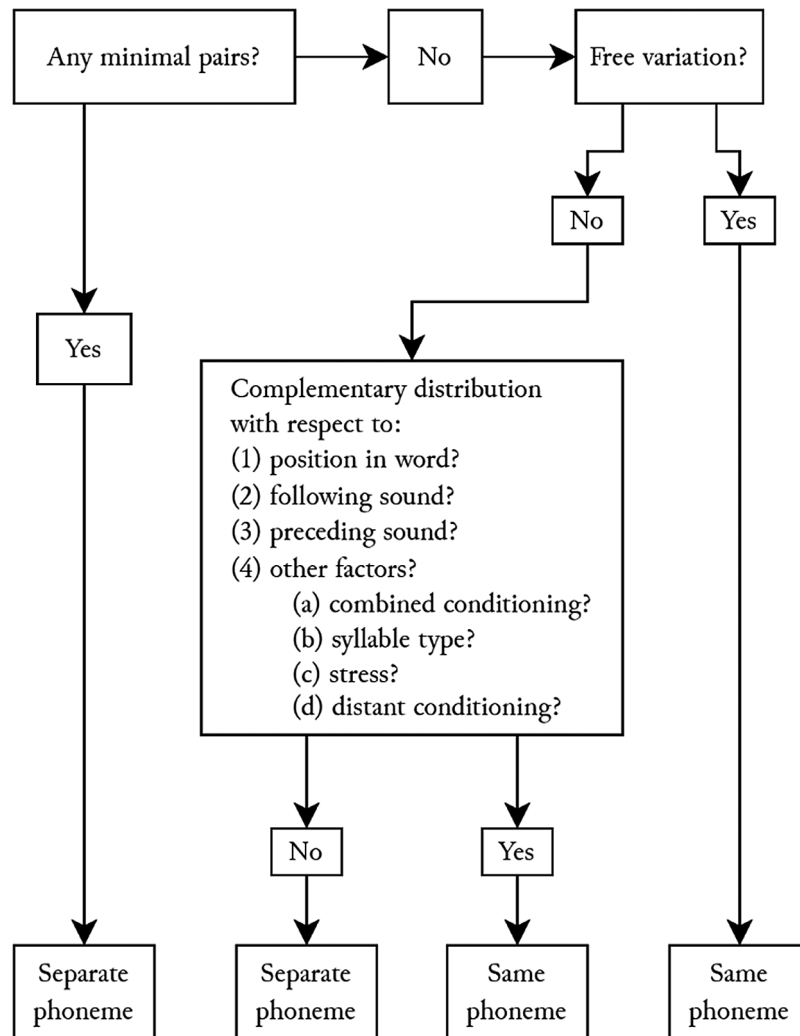 Any minimal pairs?
No
Free variation?
No
Yes
Yes
Complementary distribution
with respect to:
(1) position in word?
(2) following sound?
(3) preceding sound?
(4) other factors?
(a) combined conditioning?
(b) syllable type?
(c) stress?
(d) distant conditioning?
No
Yes
Separate
phoneme
Separate
phoneme
Same
phoneme
Same
phoneme